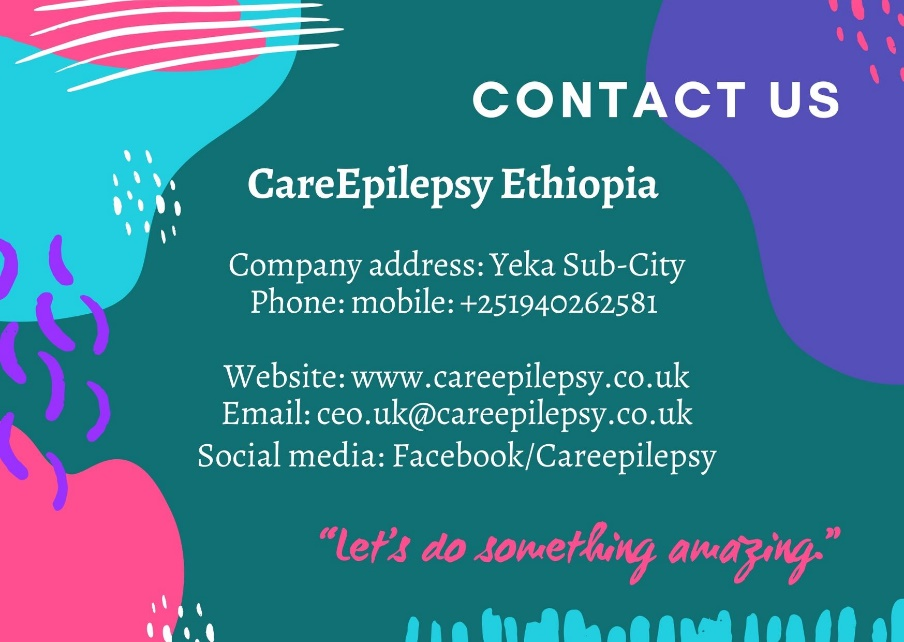 CONTACT US
CareEpilepsy Ethiopia
Company address: Yeka Sub-City
Phone: mobile: +251940262581
Website: www.careepilepsy.co.uk
Email: ceo.uk@careepilepsy.co.uk
Social media: Facebook/Careepilepsy
“Let’s do something amazing.”